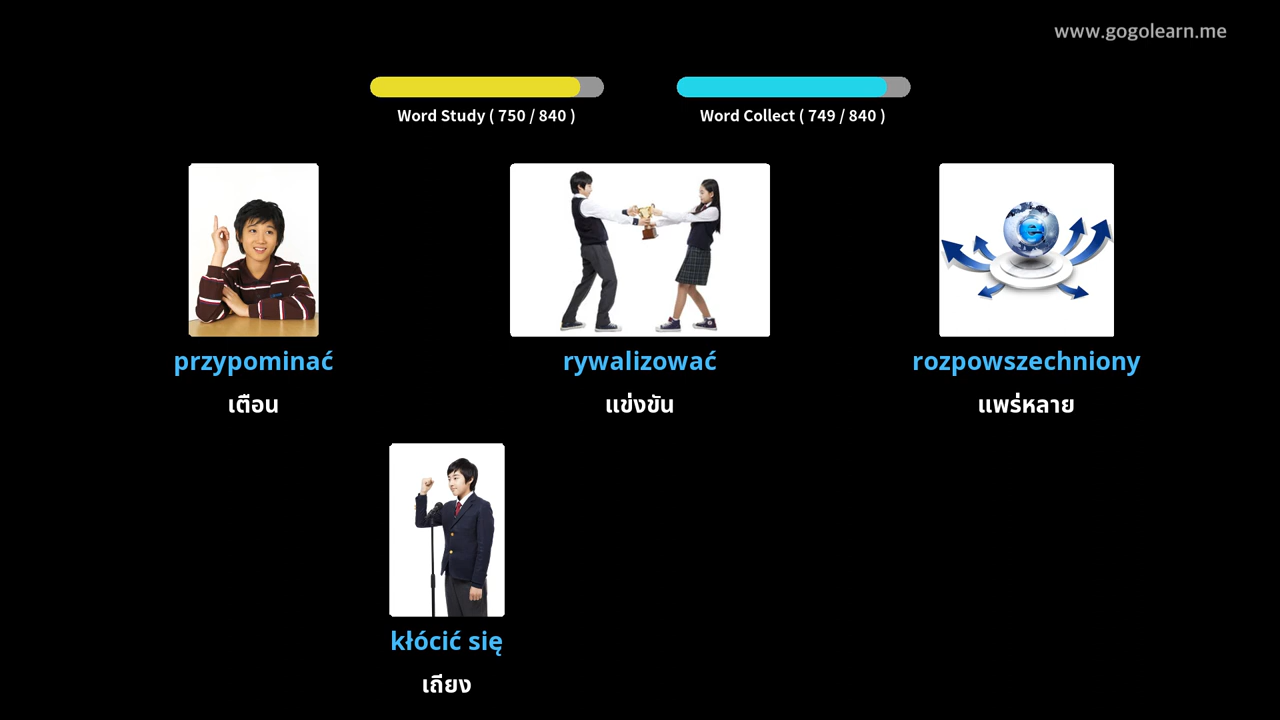 www.gogolearn.me
Word Study ( 750 / 840 )
Word Collect ( 749 / 840 )
przypominać
rywalizować
rozpowszechniony
เตือน
แข่งขัน
แพร่หลาย
kłócić się
เถียง